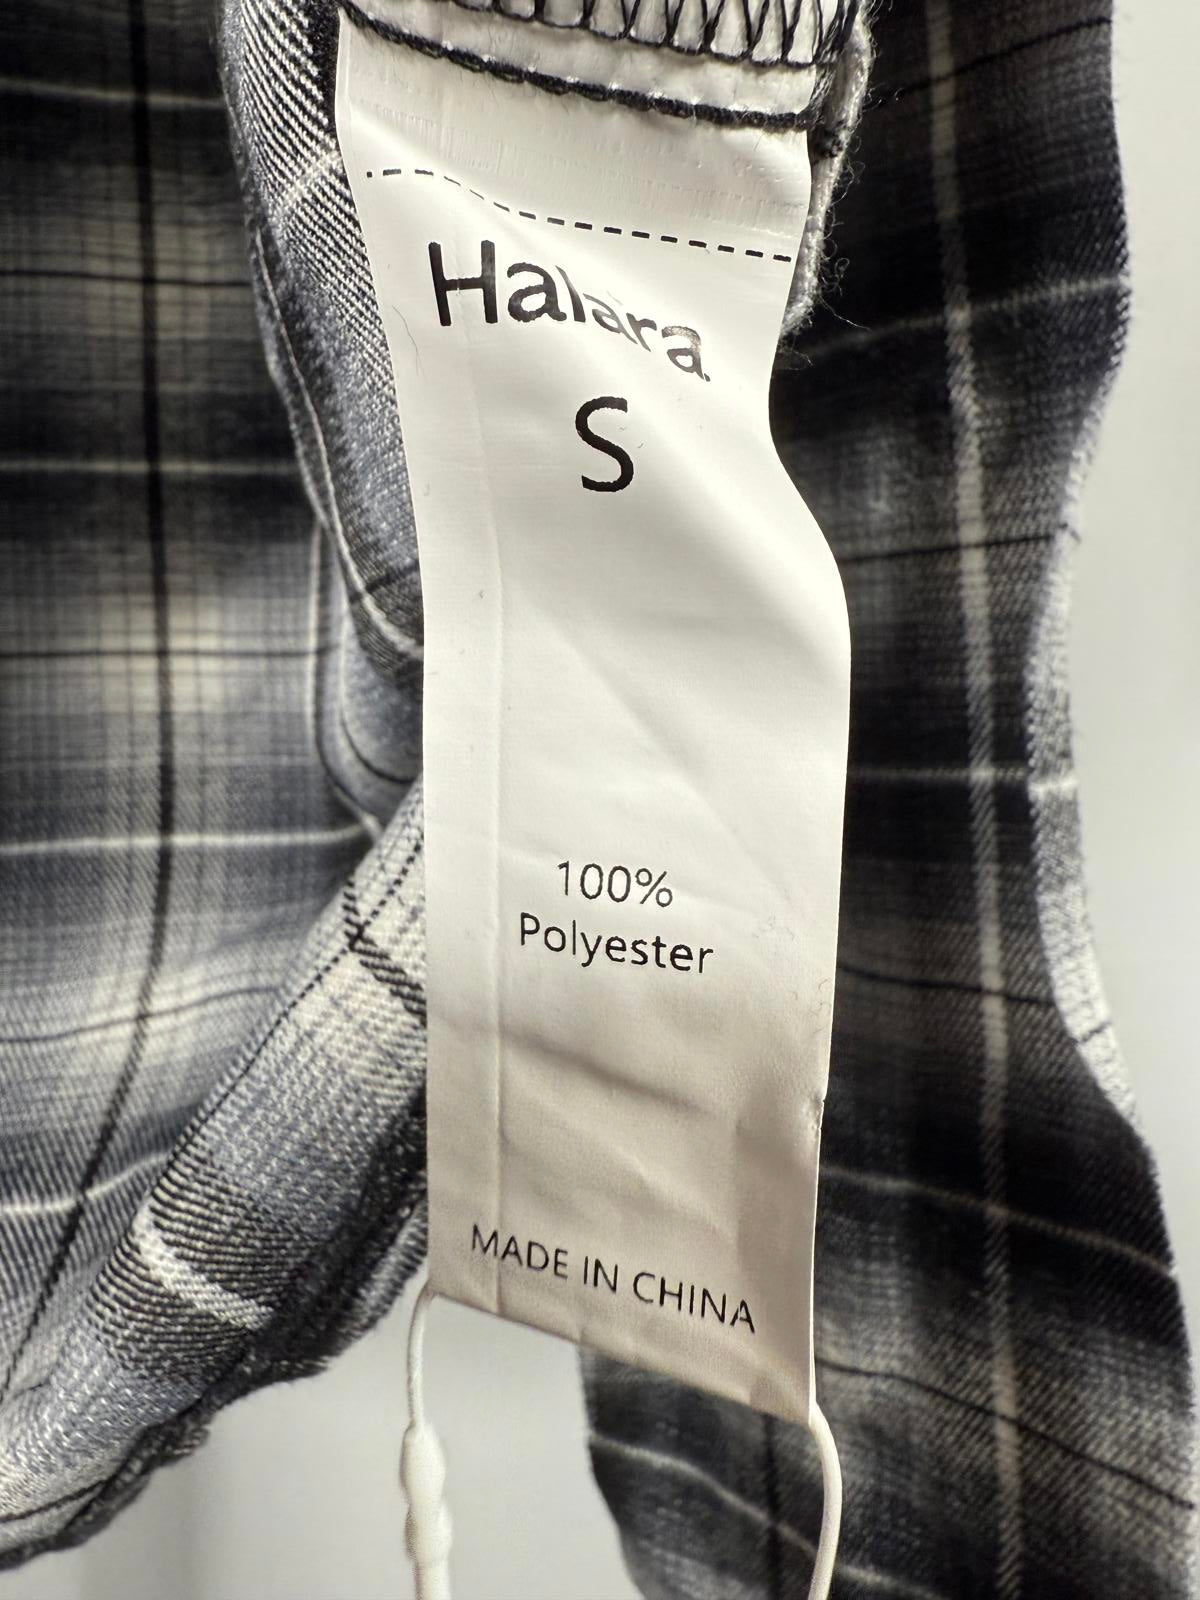 Halara.
S
100%
Polyester
MADE IN CHINA